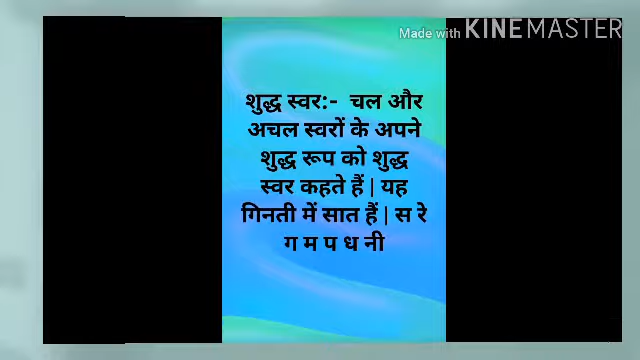 Made with KINEMASTER
शुद्ध स्वर:- चल और
अचल स्वरों के अपने
शुद्ध रूप को शुद्ध
स्वर कहते हैं | यह
गिनती में सात हैं | स रे
ग म प ध नी